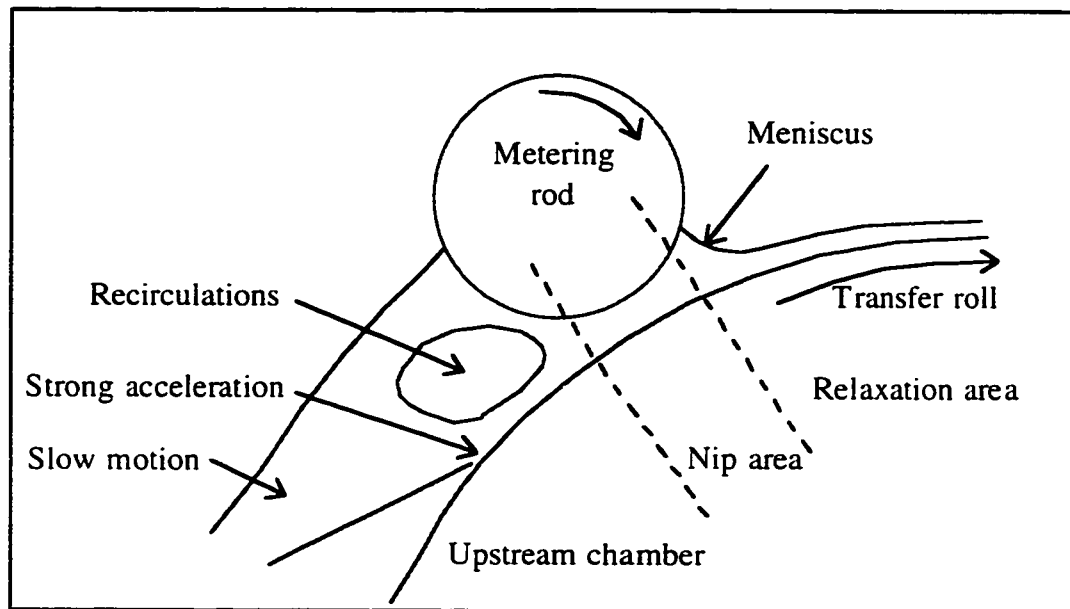 Meniscus
Metering
rod
Recirculations
Transfer roll
Strong acceleration
Relaxation area
Slow motion
Nip area
Upstream chamber